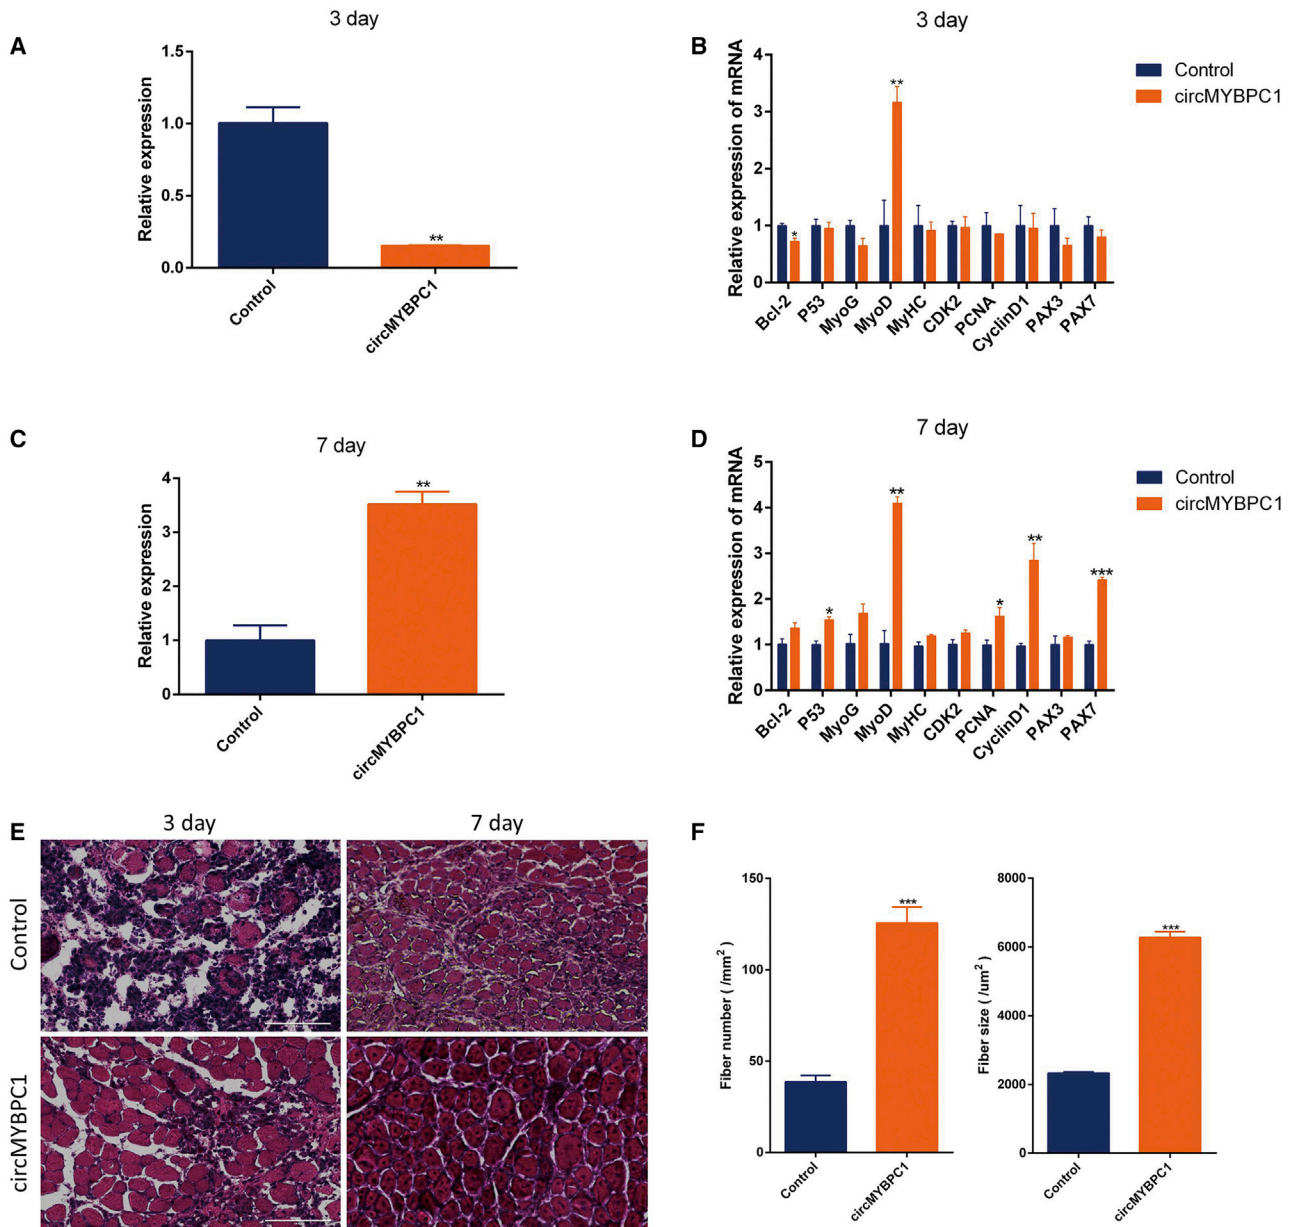 A
3 day
Relative expression
1.5
1.0
0.5
0.0
**
Control
circMYBPC1
B
3 day
Relative expression of mRNA
4
3
2
1
0
*
**
Bcl-2
P53
MyoG
MyoD
MyHC
CDK2
PCNA
CyclinD1
PAX3
PAX7
Control
circMYBPC1
C
7 day
Relative expression
4
3
2
1
0
**
Control
circMYBPC1
D
7 day
Relative expression of mRNA
5
4
3
2
1
0
*
**
*
**
***
Bcl-2
P53
MyoG
MyoD
MyHC
CDK2
PCNA
CyclinD1
PAX3
PAX7
Control
circMYBPC1
E
3 day
7 day
Control
circMYBPC1
F
Fiber number ( /mm²)
150
100
50
0
***
Control
circMYBPC1
Fiber size ( /um²)
8000
6000
4000
2000
0
***
Control
circMYBPC1